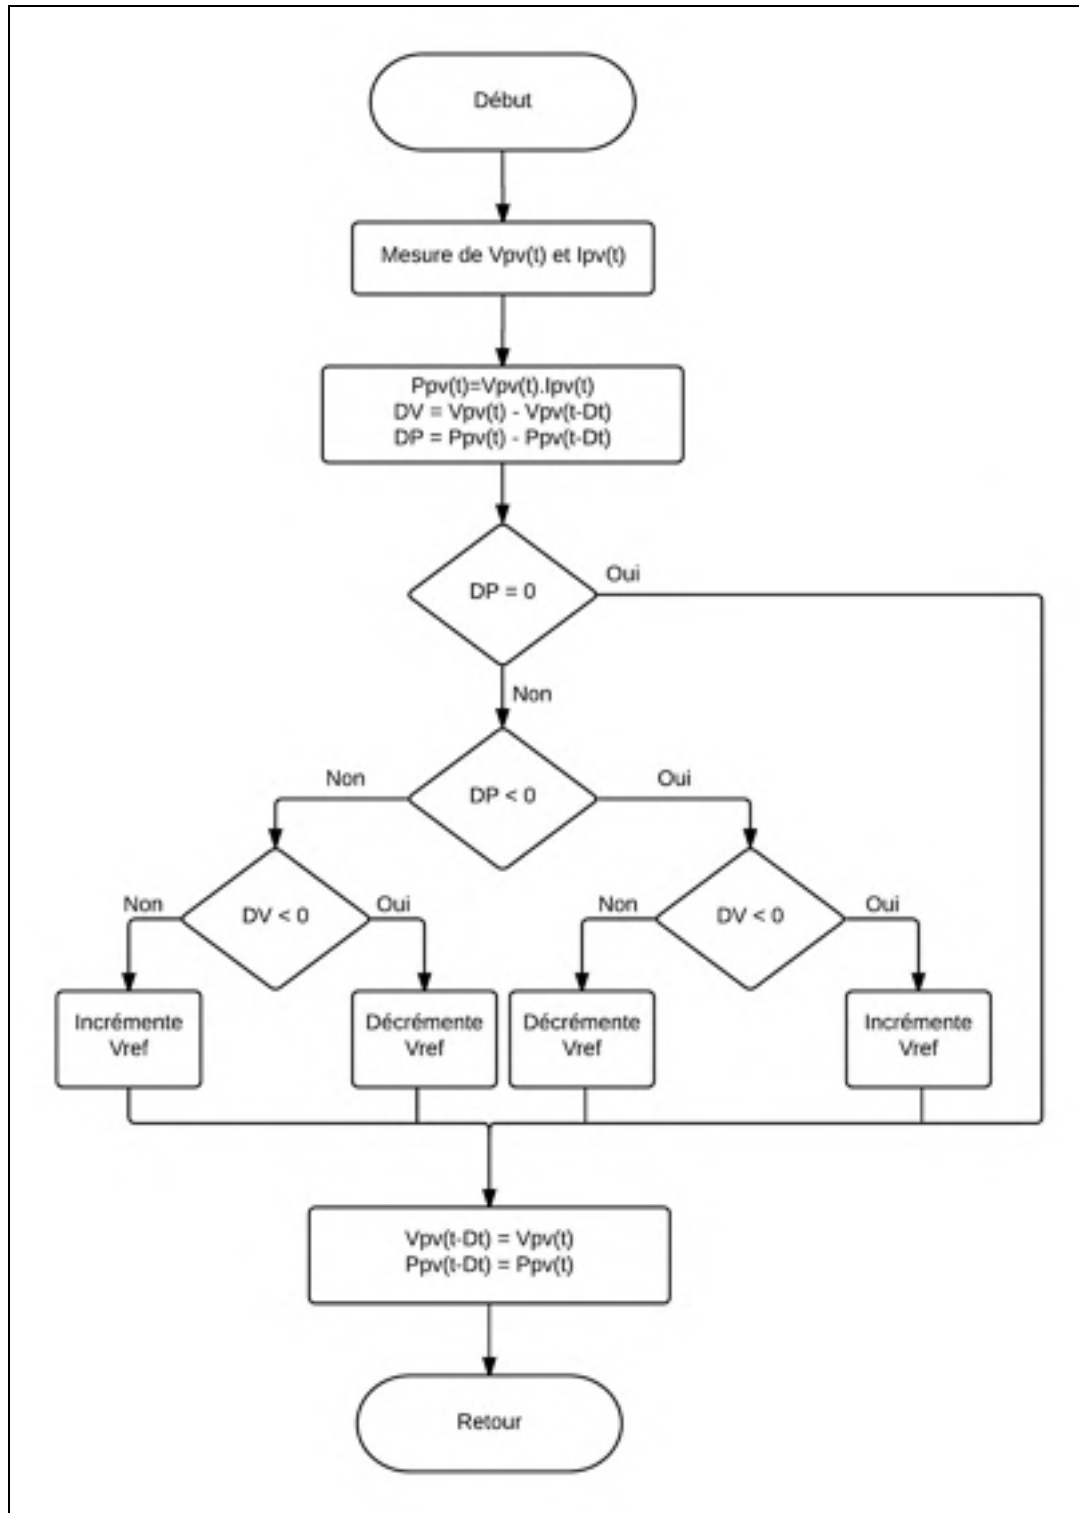 Début
Mesure de Vpv(t) et Ipv(t)
Ppv(t)=Vpv(t).Ipv(t)
DV = Vpv(t) - Vpv(t-Dt)
DP = Ppv(t) - Ppv(t-Dt)
DP = 0
Oui
Non
DP < 0
Non
Oui
DV < 0
Non
Oui
DV < 0
Non
Oui
Incrémente
Vref
Décrémente
Vref
Décrémente
Vref
Incrémente
Vref
Vpv(t-Dt) = Vpv(t)
Ppv(t-Dt) = Ppv(t)
Retour